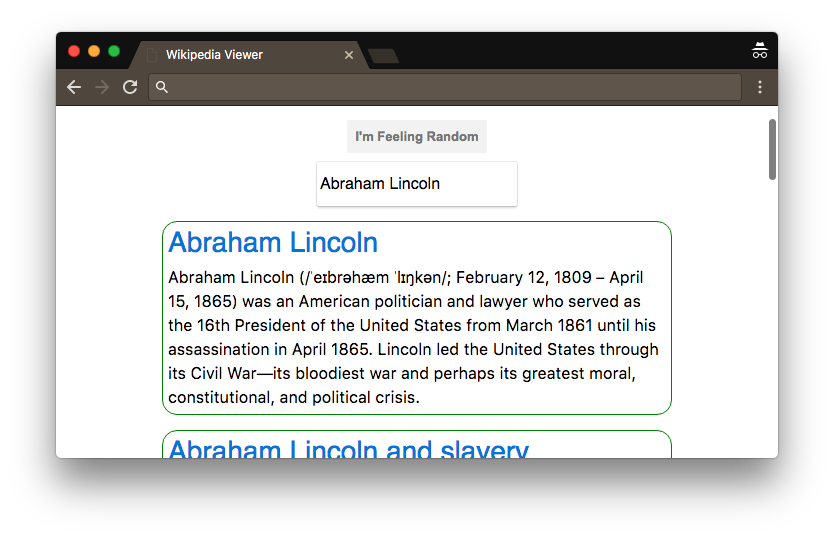 Wikipedia Viewer
I'm Feeling Random
Abraham Lincoln
Abraham Lincoln
Abraham Lincoln (/ˈeɪbrəhæm ˈlɪŋkən/; February 12, 1809 – April
15, 1865) was an American politician and lawyer who served as
the 16th President of the United States from March 1861 until his
assassination in April 1865. Lincoln led the United States through
its Civil War—its bloodiest war and perhaps its greatest moral,
constitutional, and political crisis.
Abraham Lincoln and slavery